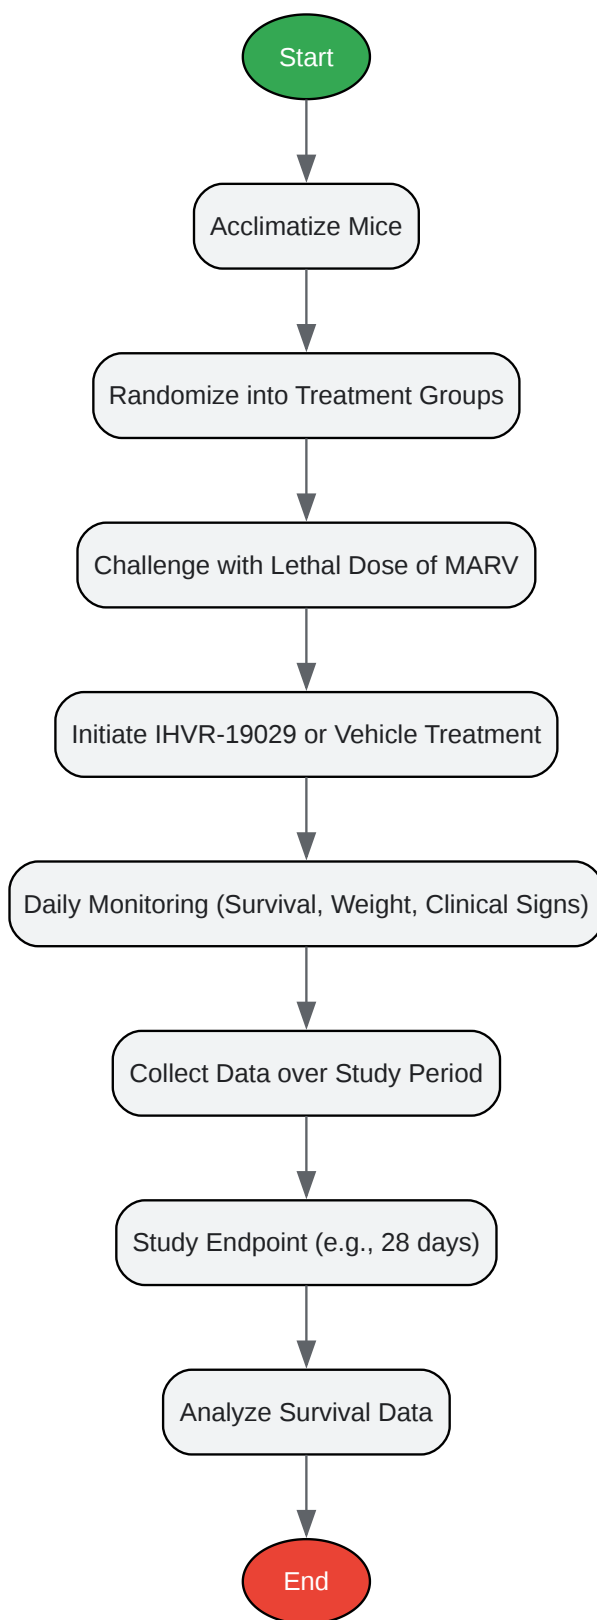 Start
Acclimatize Mice
Randomize into Treatment Groups
Challenge with Lethal Dose of MARV
Initiate IHVR-19029 or Vehicle Treatment
Daily Monitoring (Survival, Weight, Clinical Signs)
Collect Data over Study Period
Study Endpoint (e.g., 28 days)
Analyze Survival Data
End